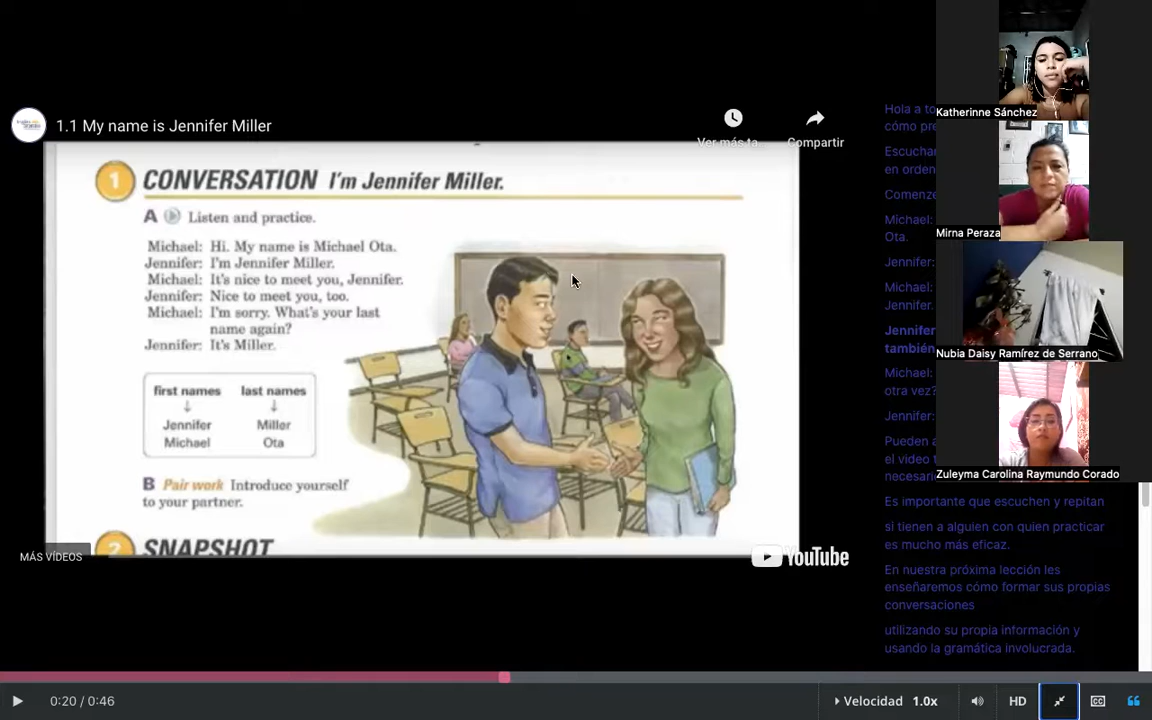 1.1 My name is Jennifer Miller
Ver más ta...
Compartir
1 CONVERSATION I'm Jennifer Miller.
A Listen and practice.
Michael: Hi. My name is Michael Ota.
Jennifer: I'm Jennifer Miller.
Michael: It's nice to meet you, Jennifer.
Jennifer: Nice to meet you, too.
Michael: I'm sorry. What's your last
name again?
Jennifer: It's Miller.
first names last names
Jennifer Miller
Michael Ota
B Pair work Introduce yourself
to your partner.
2 SNAPSHOT
MÁS VÍDEOS
YouTube
Hola a to
cómo pre
Escuchar
en orden
Comenze
Michael:
Ota.
Jennifer:
Michael:
Jennifer.
Jennifer
también
Michael:
otra vez?
Jennifer:
Pueden a
el video t
necesario
Es importante que escuchen y repitan
si tienen a alguien con quien practicar
es mucho más eficaz.
En nuestra próxima lección les
enseñaremos cómo formar sus propias
conversaciones
utilizando su propia información y
usando la gramática involucrada.
Katherinne Sánchez
Mirna Peraza
Nubia Daisy Ramírez de Serrano
Zuleyma Carolina Raymundo Corado
0:20 / 0:46
Velocidad 1.0x
HD
CC